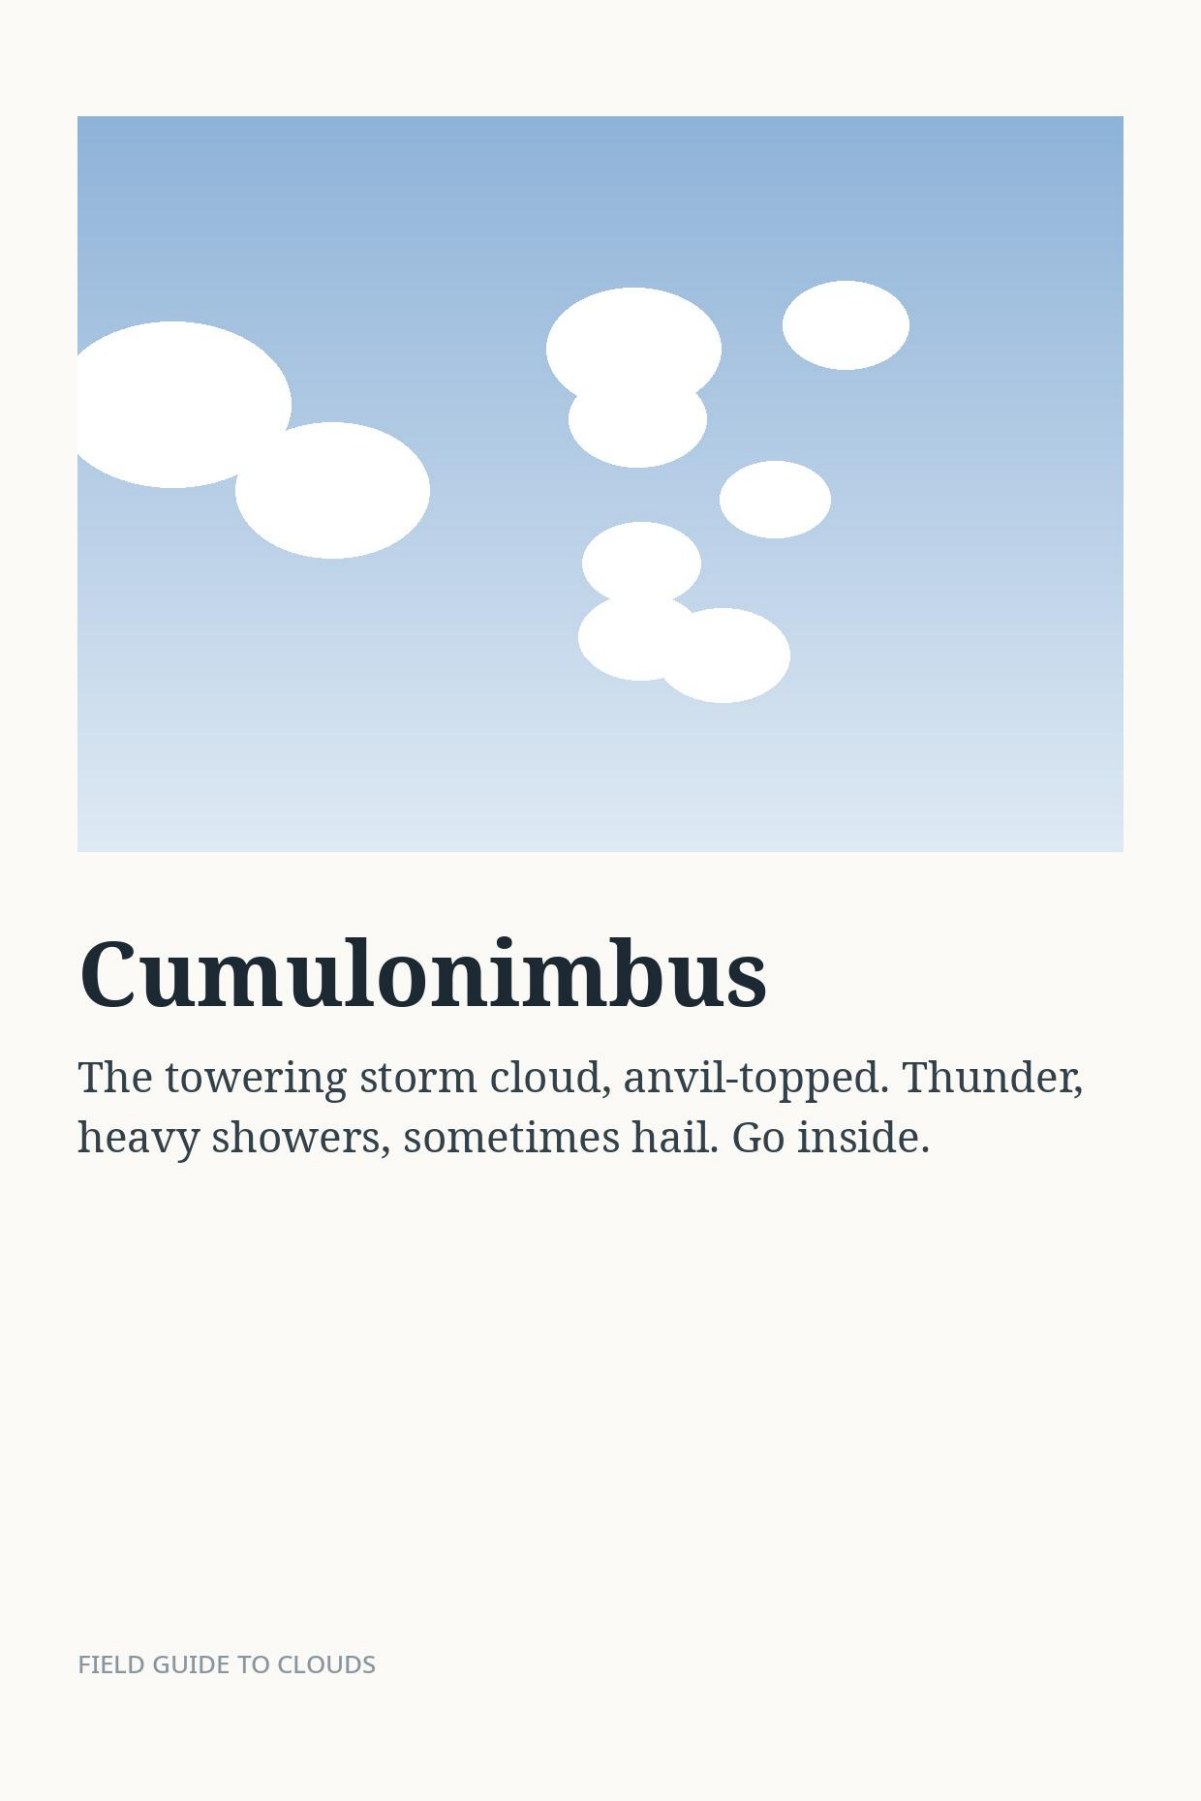 Cumulonimbus
The towering storm cloud, anvil-topped. Thunder,
heavy showers, sometimes hail. Go inside.
FIELD GUIDE TO CLOUDS